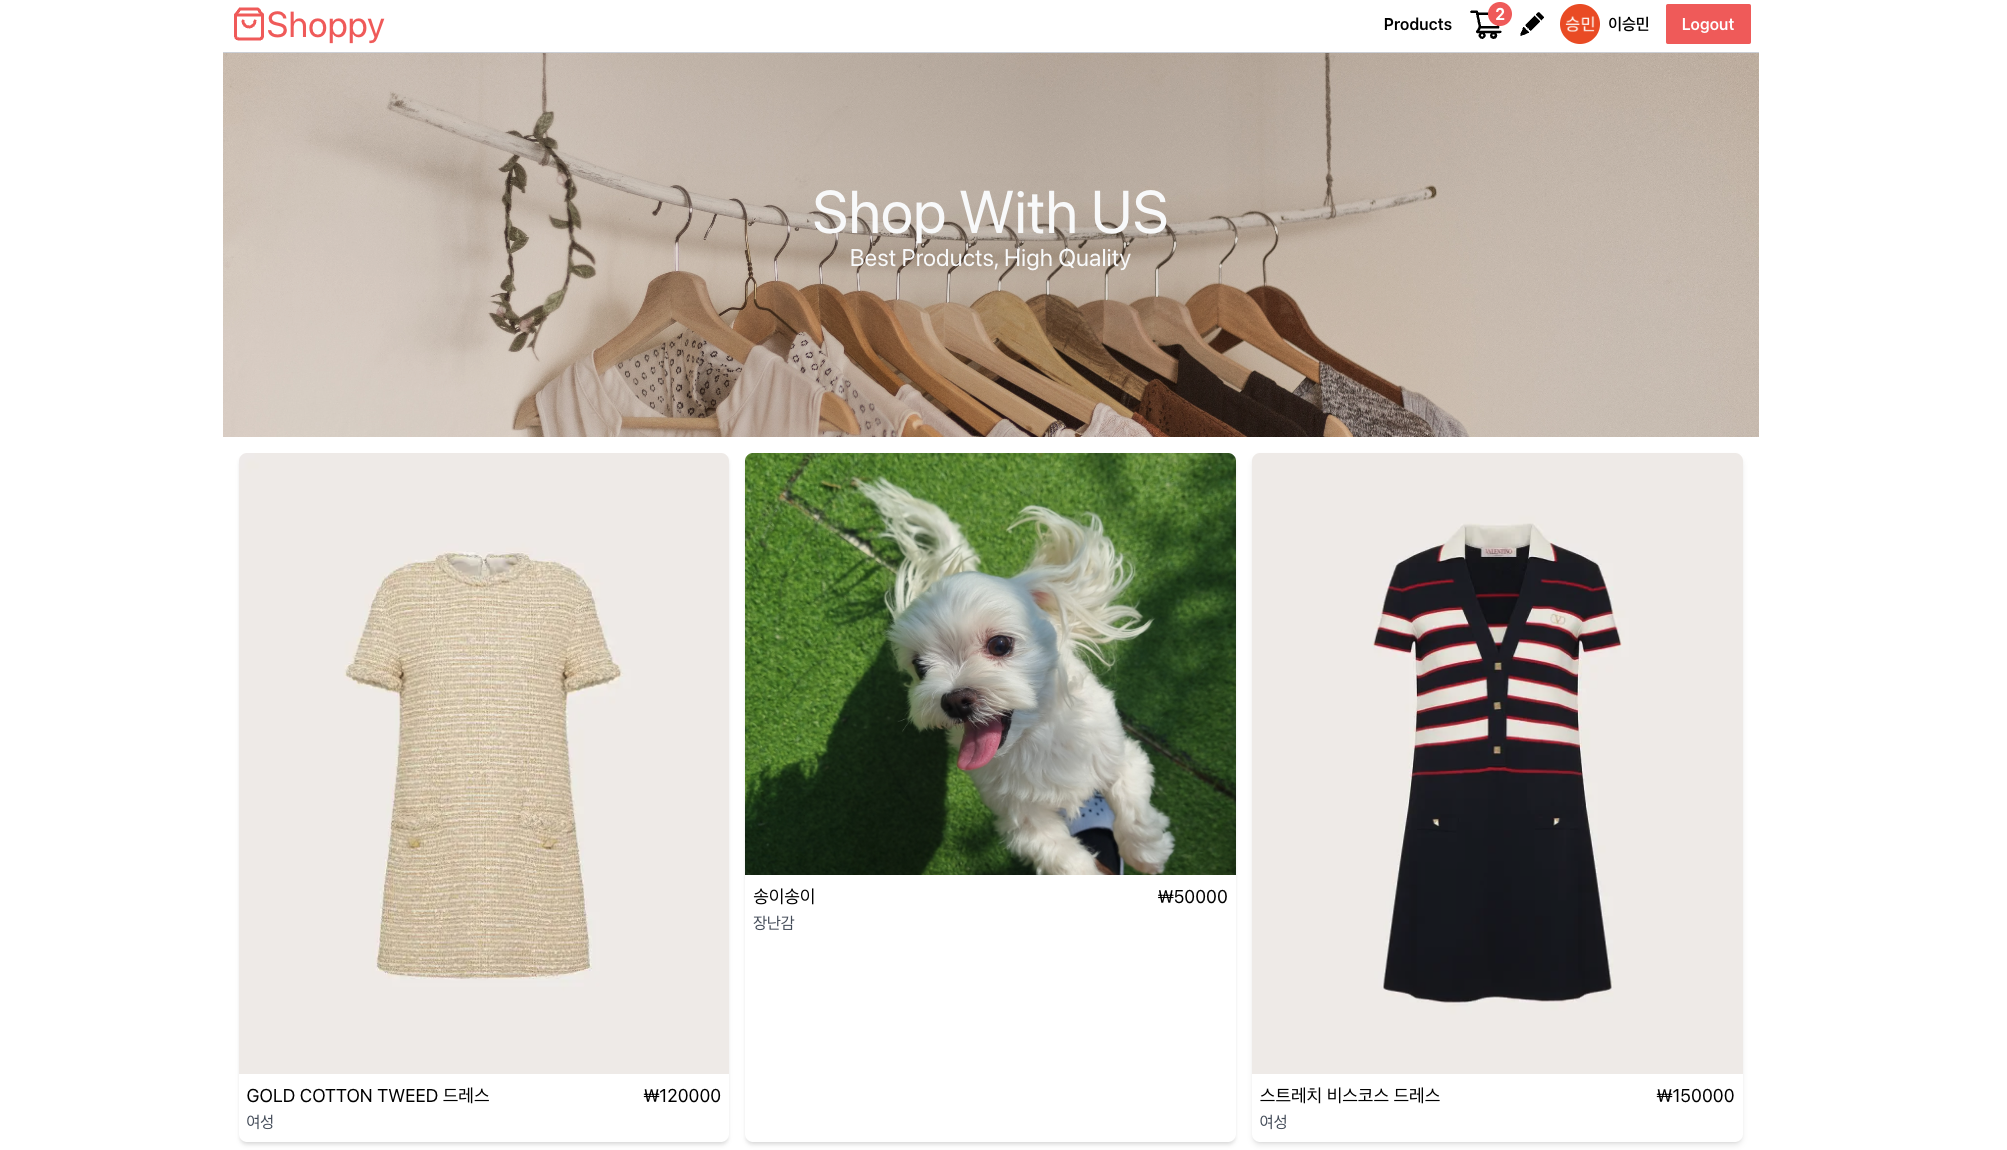 Shoppy
Products
2
승민
이승민
Logout
Shop With US
Best Products, High Quality
VALENTINO
송이송이
₩50000
장난감
GOLD COTTON TWEED 드레스
₩120000
여성
스트레치 비스코스 드레스
₩150000
여성